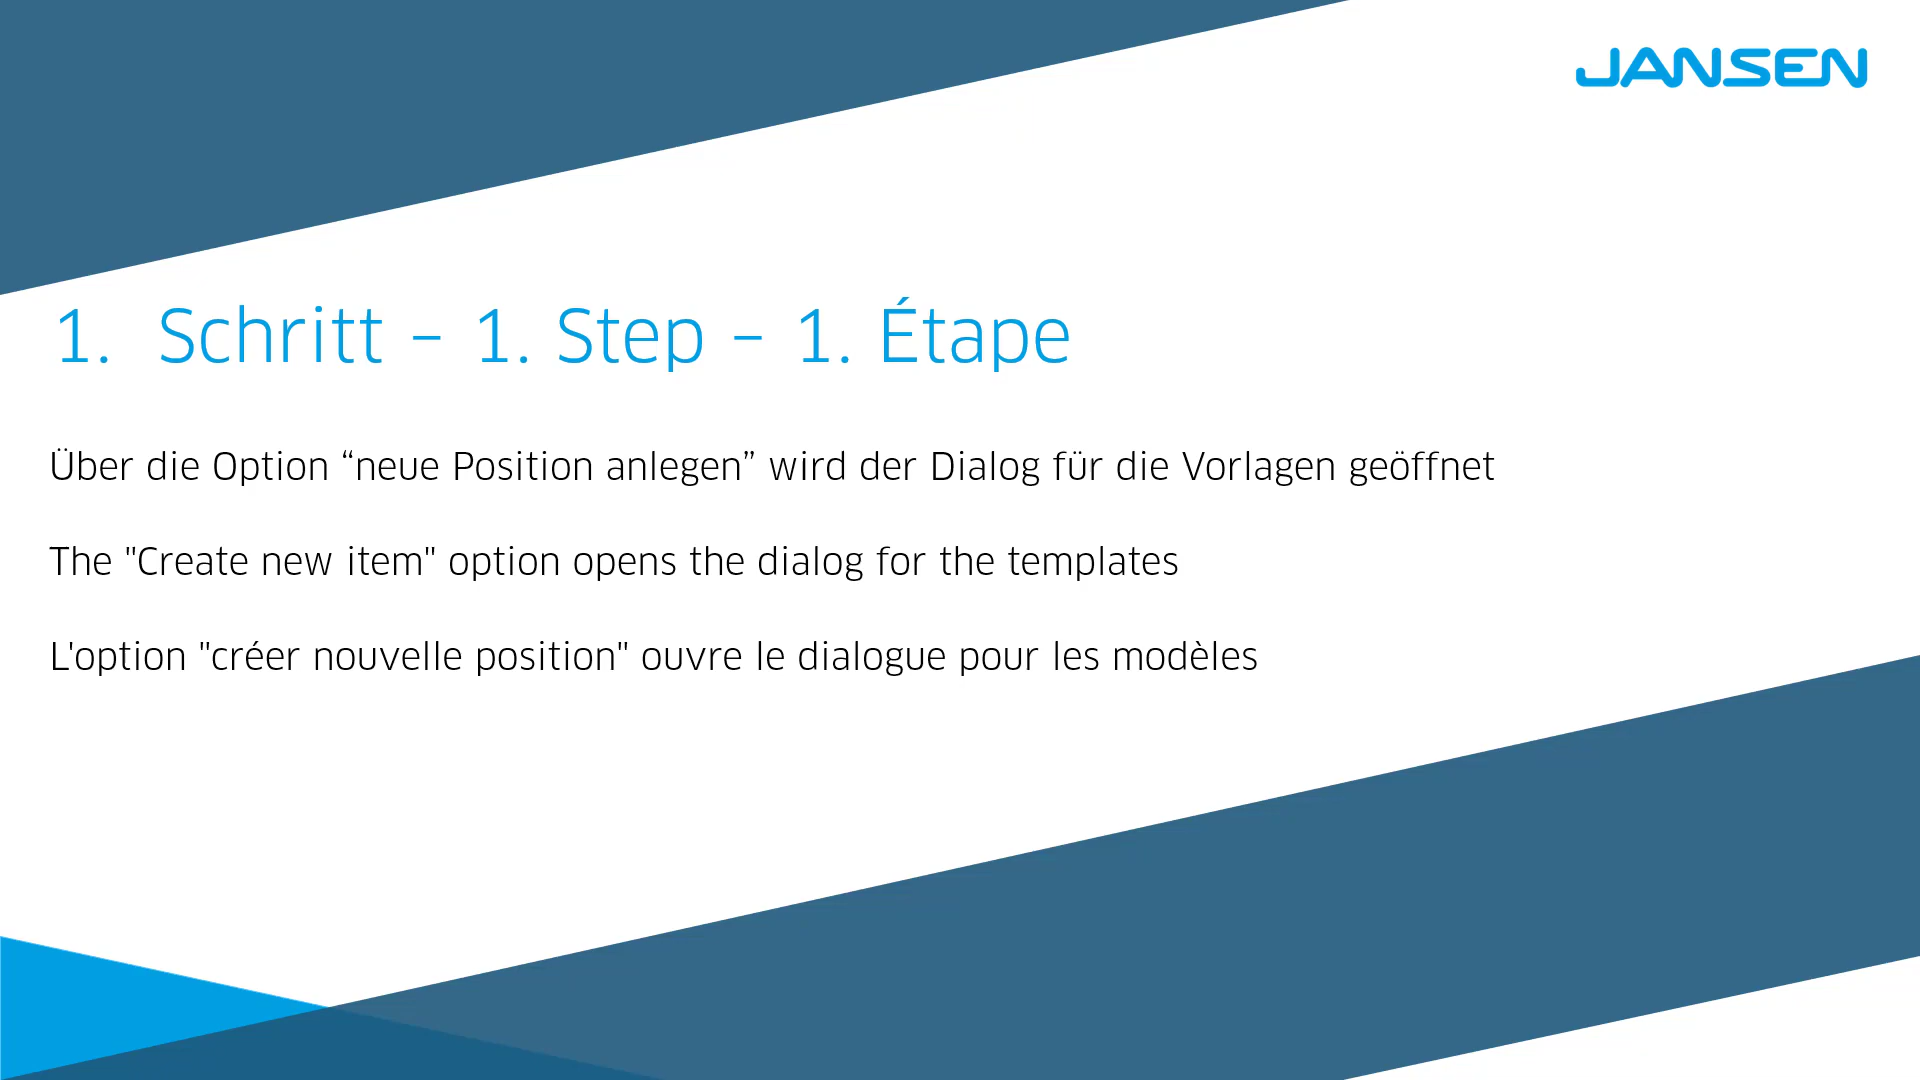 JANSEN
1. Schritt – 1. Step – 1. Étape
Über die Option “neue Position anlegen” wird der Dialog für die Vorlagen geöffnet
The "Create new item" option opens the dialog for the templates
L'option "créer nouvelle position" ouvre le dialogue pour les modèles